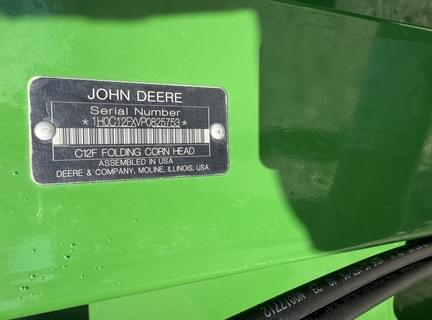 JOHN DEERE
Serial Number
*1H0C12FXVP0825753*
C12F FOLDING CORN HEAD
ASSEMBLED IN USA
DEERE & COMPANY, MOLINE, ILLINOIS, USA